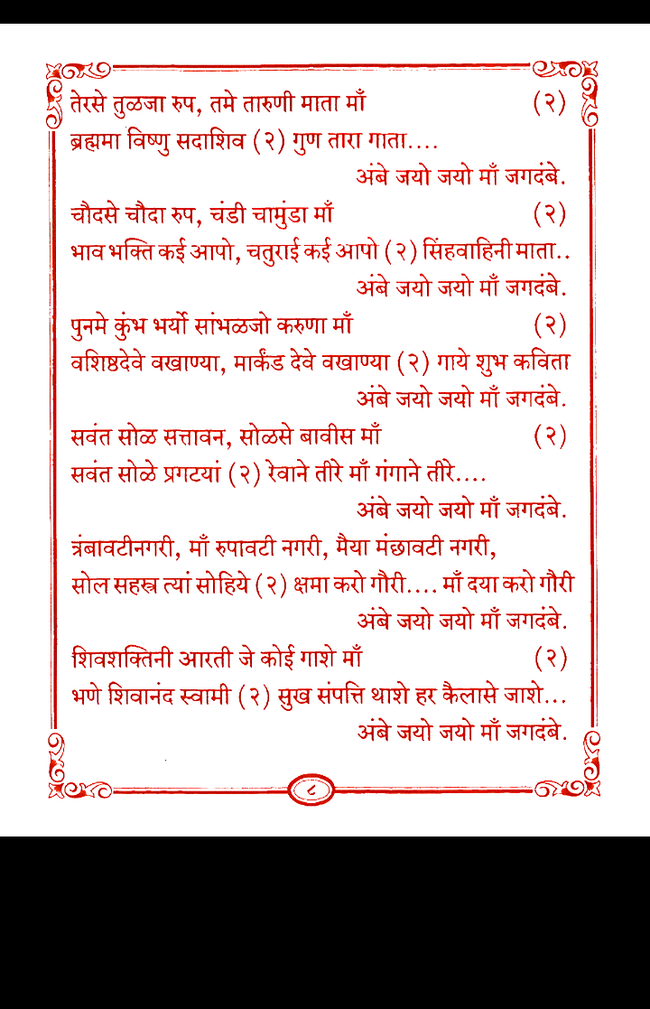 तेरसे तुळजा रुप, तमे तारुणी माता माँ (२)
ब्रह्ममा विष्णु सदाशिव (२) गुण तारा गाता....
अंबे जयो जयो माँ जगदंबे.
चौदसे चौदा रुप, चंडी चामुंडा माँ (२)
भाव भक्ति कई आपो, चतुराई कई आपो (२) सिंहवाहिनी माता..
अंबे जयो जयो माँ जगदंबे.
पुनमे कुंभ भर्यो सांभळजो करुणा माँ (२)
वशिष्ठदेवे वखाण्या, मार्कंड देवे वखाण्या (२) गाये शुभ कविता
अंबे जयो जयो माँ जगदंबे.
सवंत सोळ सत्तावन, सोळसे बावीस माँ (२)
सवंत सोळे प्रगटयां (२) रेवाने तीरे माँ गंगाने तीरे....
अंबे जयो जयो माँ जगदंबे.
त्रंबावटीनगरी, माँ रुपावटी नगरी, मैया मंछावटी नगरी,
सोल सहस्त्र त्यां सोहिये (२) क्षमा करो गौरी.... माँ दया करो गौरी
अंबे जयो जयो माँ जगदंबे.
शिवशक्तिनी आरती जे कोई गाशे माँ (२)
भणे शिवानंद स्वामी (२) सुख संपत्ति थाशे हर कैलासे जाशे...
अंबे जयो जयो माँ जगदंबे.
८